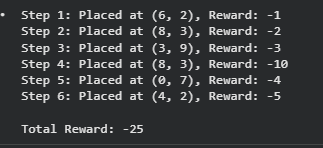 • Step 1: Placed at (6, 2), Reward: -1
Step 2: Placed at (8, 3), Reward: -2
Step 3: Placed at (3, 9), Reward: -3
Step 4: Placed at (8, 3), Reward: -10
Step 5: Placed at (0, 7), Reward: -4
Step 6: Placed at (4, 2), Reward: -5
Total Reward: -25